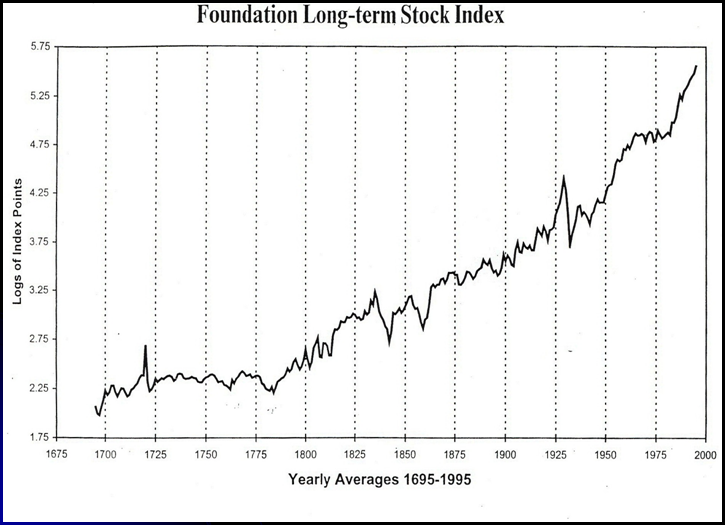 Foundation Long-term Stock Index
5.75
5.25
4.75
4.25
3.75
3.25
2.75
2.25
1.75
Logs of Index Points
1675 1700 1725 1750 1775 1800 1825 1850 1875 1900 1925 1950 1975 2000
Yearly Averages 1695-1995